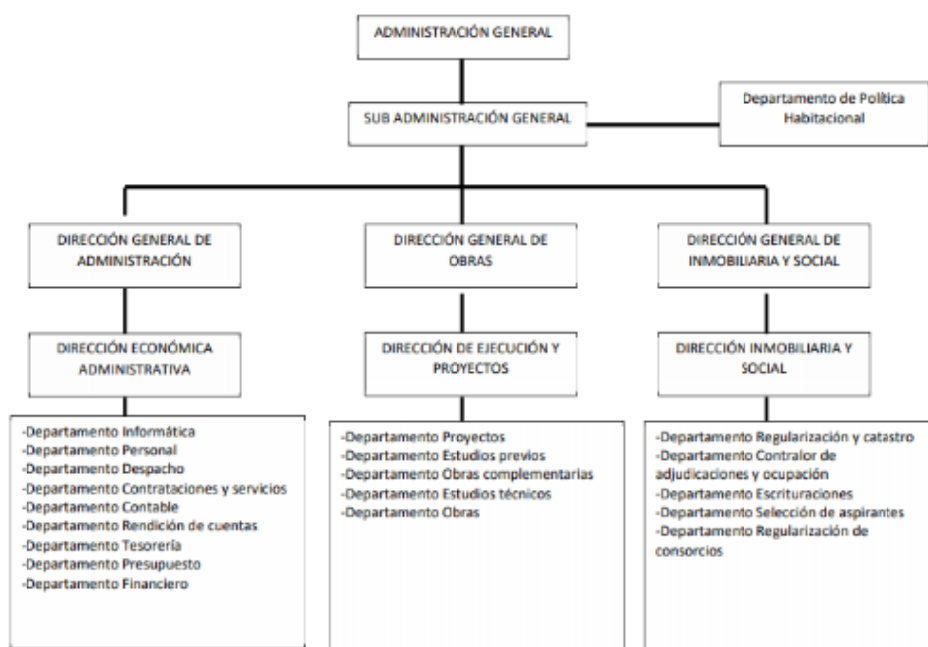 ADMINISTRACIÓN GENERAL
SUB ADMINISTRACIÓN GENERAL
Departamento de Política
Habitacional
DIRECCIÓN GENERAL DE
ADMINISTRACIÓN
DIRECCIÓN GENERAL DE
OBRAS
DIRECCIÓN GENERAL DE
INMOBILIARIA Y SOCIAL
DIRECCIÓN ECONÓMICA
ADMINISTRATIVA
DIRECCIÓN DE EJECUCIÓN Y
PROYECTOS
DIRECCIÓN INMOBILIARIA Y
SOCIAL
-Departamento Informática
-Departamento Personal
-Departamento Despacho
-Departamento Contrataciones y servicios
-Departamento Contable
-Departamento Rendición de cuentas
-Departamento Tesorería
-Departamento Presupuesto
-Departamento Financiero
-Departamento Proyectos
-Departamento Estudios previos
-Departamento Obras complementarias
-Departamento Estudios técnicos
-Departamento Obras
-Departamento Regularización y catastro
-Departamento Contralor de
adjudicaciones y ocupación
-Departamento Escrituraciones
-Departamento Selección de aspirantes
-Departamento Regularización de
consorcios